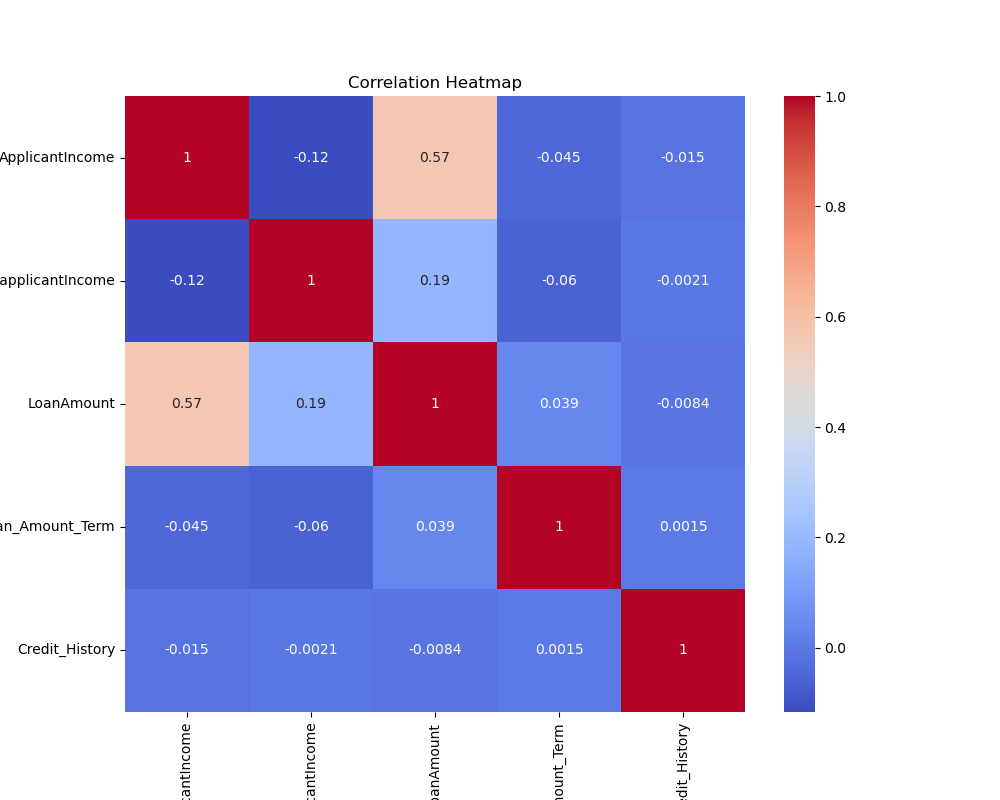 Correlation Heatmap
ApplicantIncome 1 -0.12 0.57 -0.045 -0.015
applicantIncome -0.12 1 0.19 -0.06 -0.0021
LoanAmount 0.57 0.19 1 0.039 -0.0084
an_Amount_Term -0.045 -0.06 0.039 1 0.0015
Credit_History -0.015 -0.0021 -0.0084 0.0015 1
cantIncome
cantIncome
oanAmount
ount_Term
edit_History
1.0
0.8
0.6
0.4
0.2
0.0